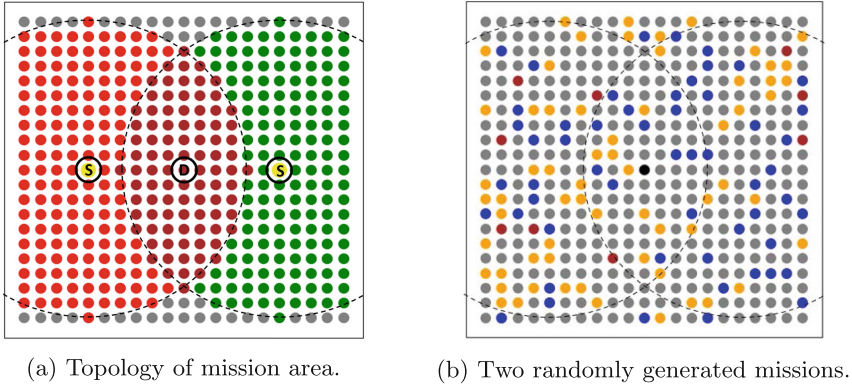 S D S
(a) Topology of mission area.
(b) Two randomly generated missions.